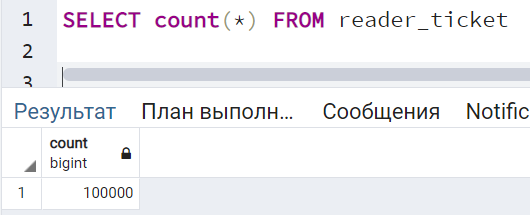 1 SELECT count(*) FROM reader_ticket
2
3
Результат План выполн... Сообщения Notific
count
bigint
1 100000